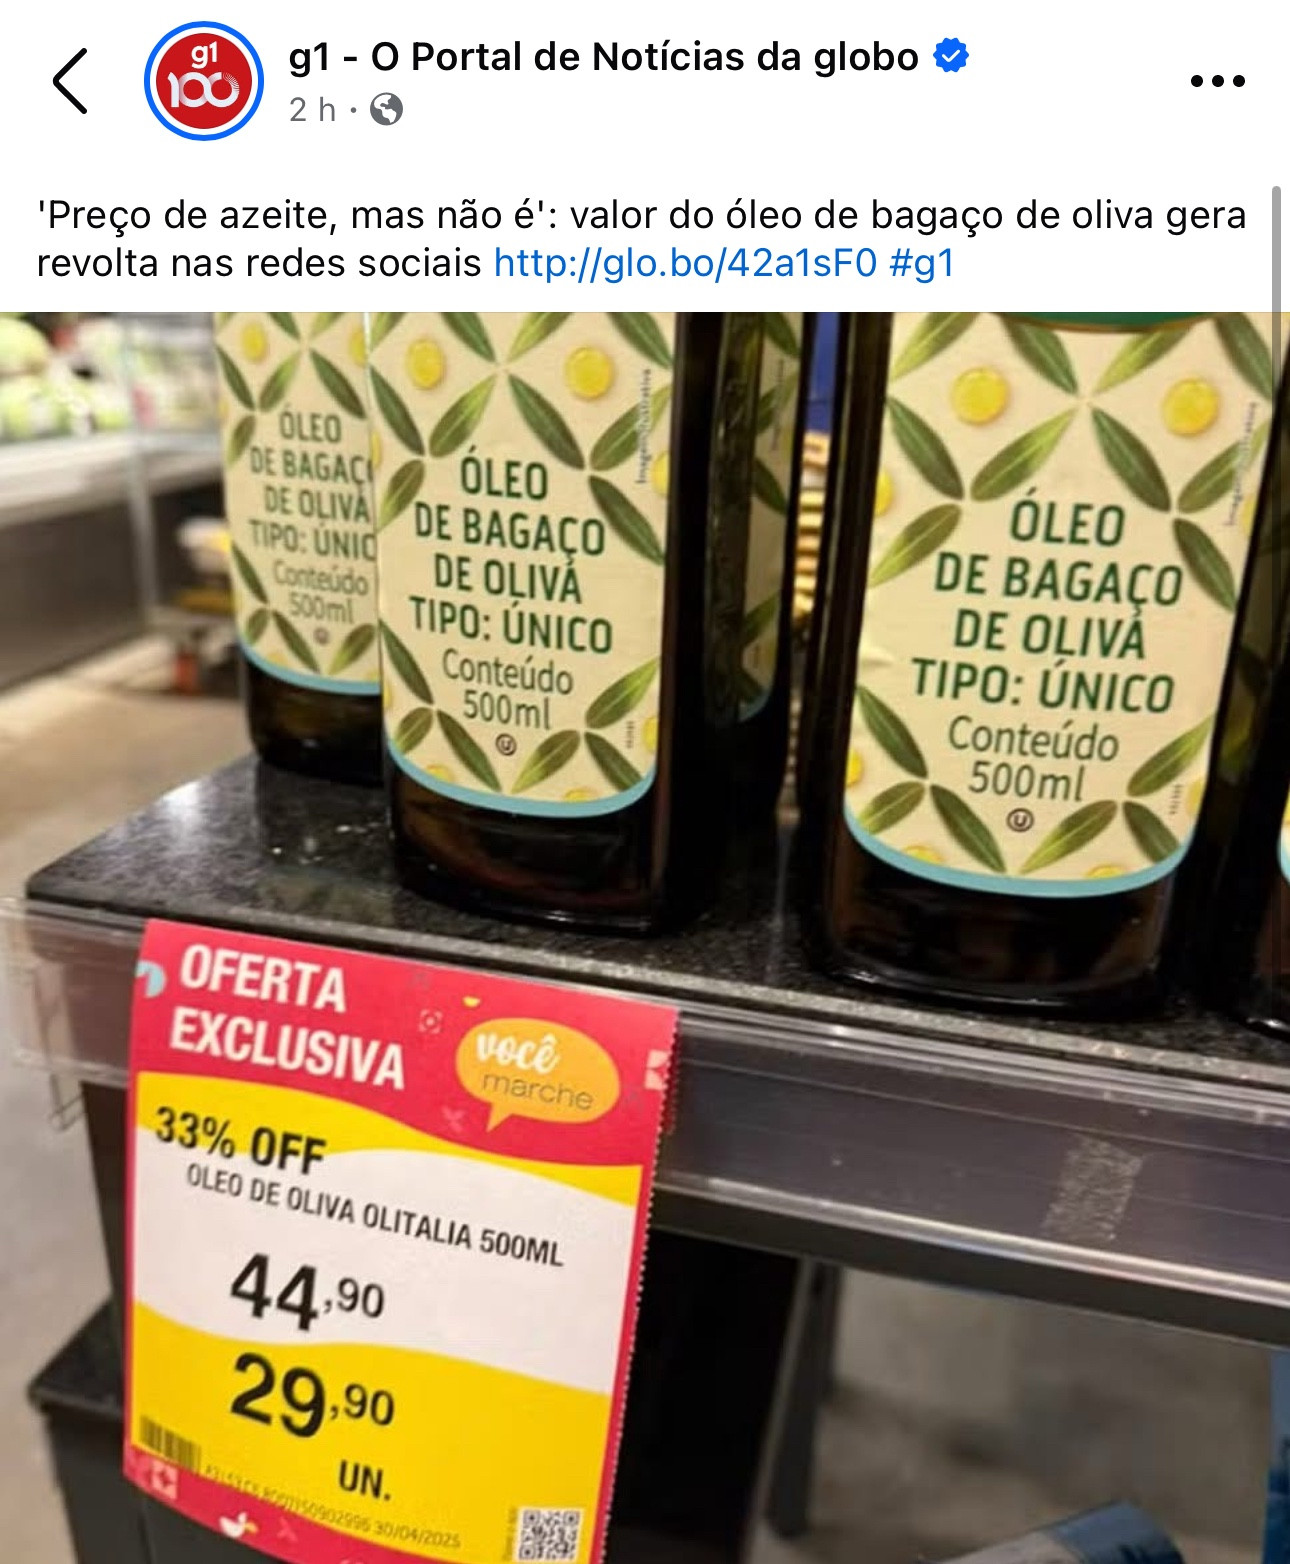 g1 - O Portal de Notícias da globo
g1
100
2 h ·
'Preço de azeite, mas não é': valor do óleo de bagaço de oliva gera
revolta nas redes sociais http://glo.bo/42a1sF0 #g1
ÓLEO
DE BAGAÇ
DE OLIVA
TIPO: ÚNIC
Conteúdo
500ml
ÓLEO
DE BAGAÇO
DE OLIVA
TIPO: ÚNICO
Conteúdo
500ml
U
ÓLEO
DE BAGAÇO
DE OLIVA
TIPO: ÚNICO
Conteúdo
500ml
U
OFERTA
EXCLUSIVA
você
marche
33% OFF
OLEO DE OLIVA OLITALIA 500ML
44,90
29,90
UN.
30/04/2025